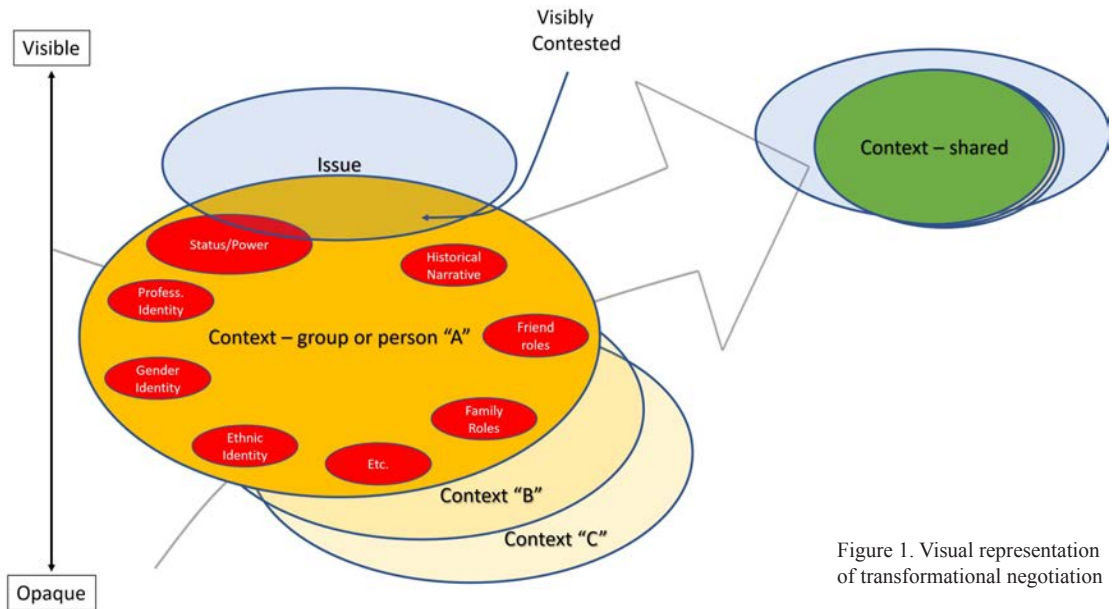 Visible
Visibly
Contested
Issue
Context – shared
Status/Power
Historical
Narrative
Profess.
Identity
Context – group or person “A”
Friend
roles
Gender
Identity
Family
Roles
Ethnic
Identity
Etc.
Context “B”
Context “C”
Figure 1. Visual representation
of transformational negotiation
Opaque